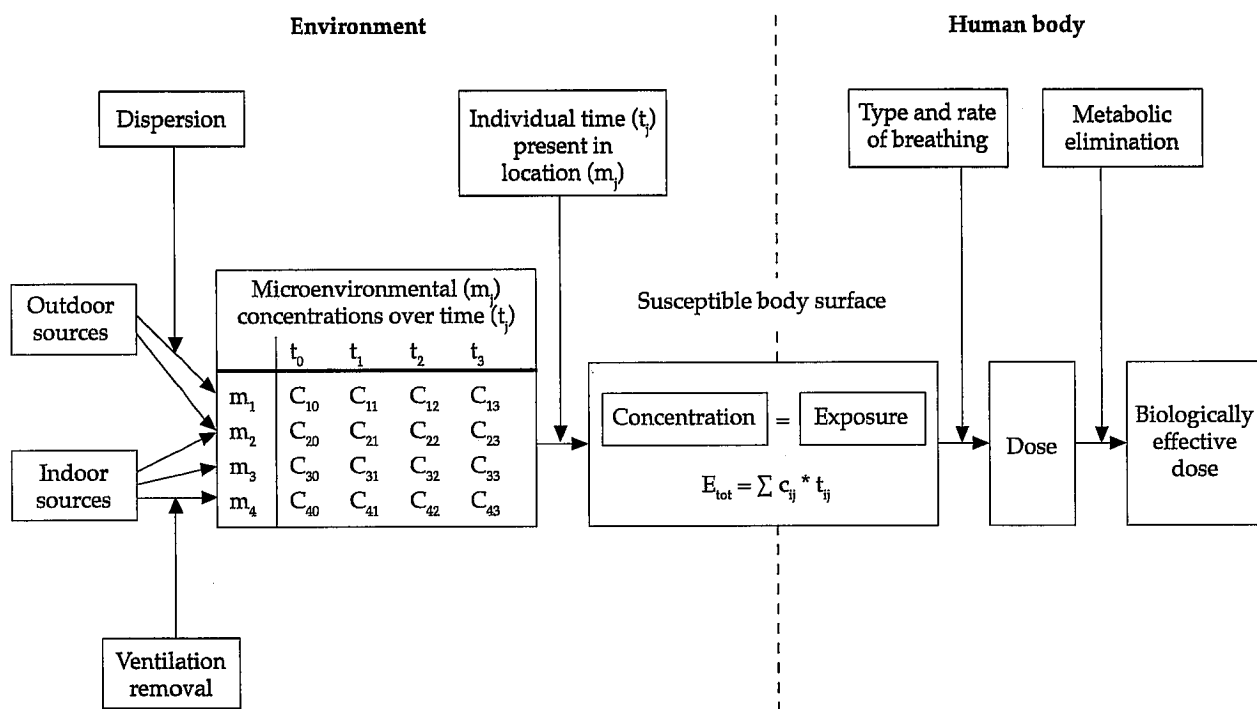 Environment
Human body
Dispersion
Individual time (t_j)
present in
location (m_j)
Type and rate
of breathing
Metabolic
elimination
Outdoor
sources
Indoor
sources
Microenvironmental (m_j)
concentrations over time (t_j)
t_0 t_1 t_2 t_3
m_1 C_10 C_11 C_12 C_13
m_2 C_20 C_21 C_22 C_23
m_3 C_30 C_31 C_32 C_33
m_4 C_40 C_41 C_42 C_43
Ventilation
removal
Susceptible body surface
Concentration = Exposure
E_tot = ∑ c_ij * t_ij
Dose
Biologically
effective
dose